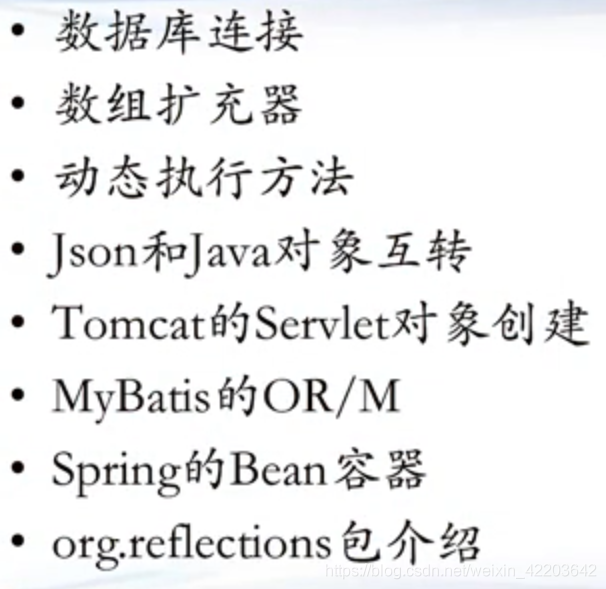 • 数据库连接
• 数组扩充器
• 动态执行方法
• Json和Java对象互转
• Tomcat的Servlet对象创建
• MyBatis的OR/M
• Spring的Bean容器
• org.reflections包介绍
https://blog.csdn.net/weixin_42203642